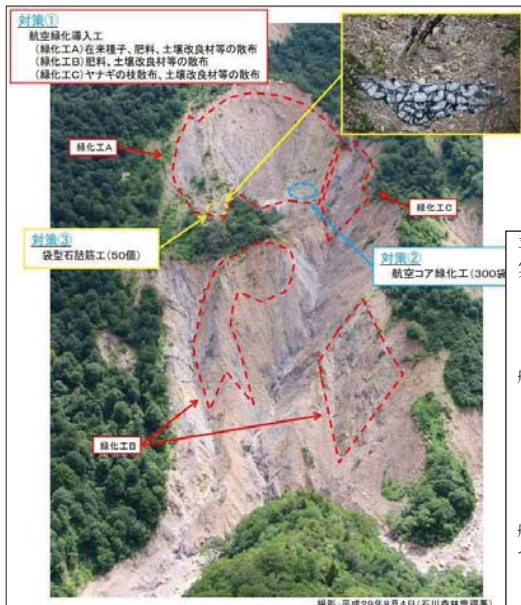 対策①
航空緑化導入工
(緑化工A)在来種子、肥料、土壌改良材等の散布
(緑化工B)肥料、土壌改良材等の散布
(緑化工C)ヤナギの枝散布、土壌改良材等の散布
緑化工A
緑化工C
対策③
袋型石詰筋工(50個)
対策②
航空コア緑化工(300袋
緑化工B
撮影:平成29年8月4日(石川森林管理署)